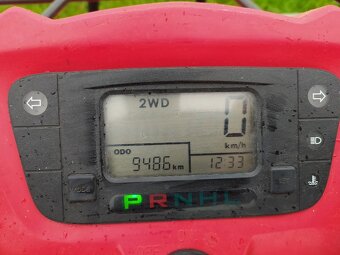 2WD
0
km/h
ODO
9486 km 12:33
MODE
P R N H L